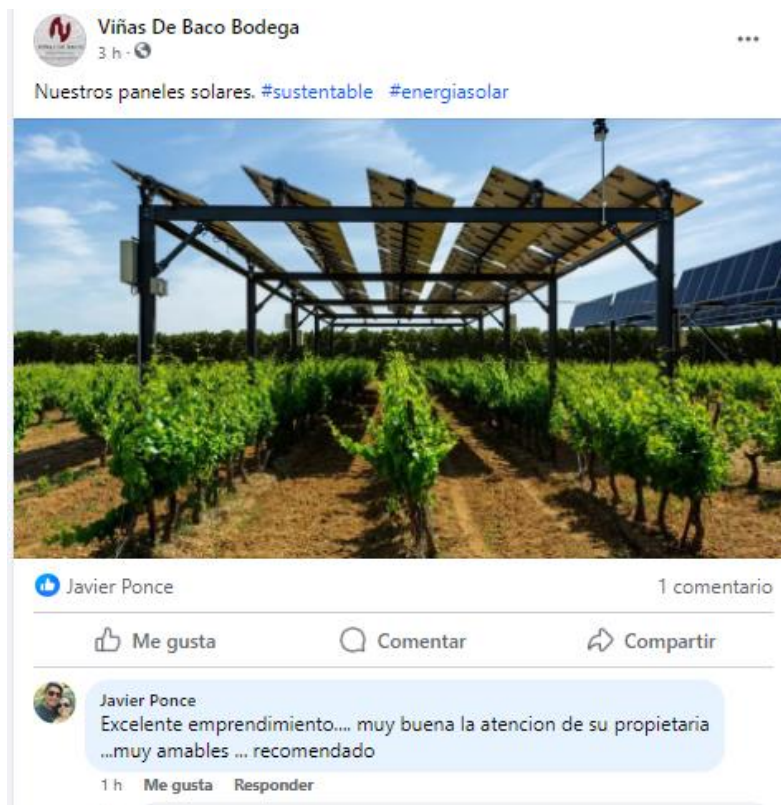 Viñas De Baco Bodega
3 h
Nuestros paneles solares. #sustentable #energiasolar
Javier Ponce
1 comentario
Me gusta
Comentar
Compartir
Javier Ponce
Excelente emprendimiento.... muy buena la atencion de su propietaria
...muy amables ... recomendado
1 h Me gusta Responder